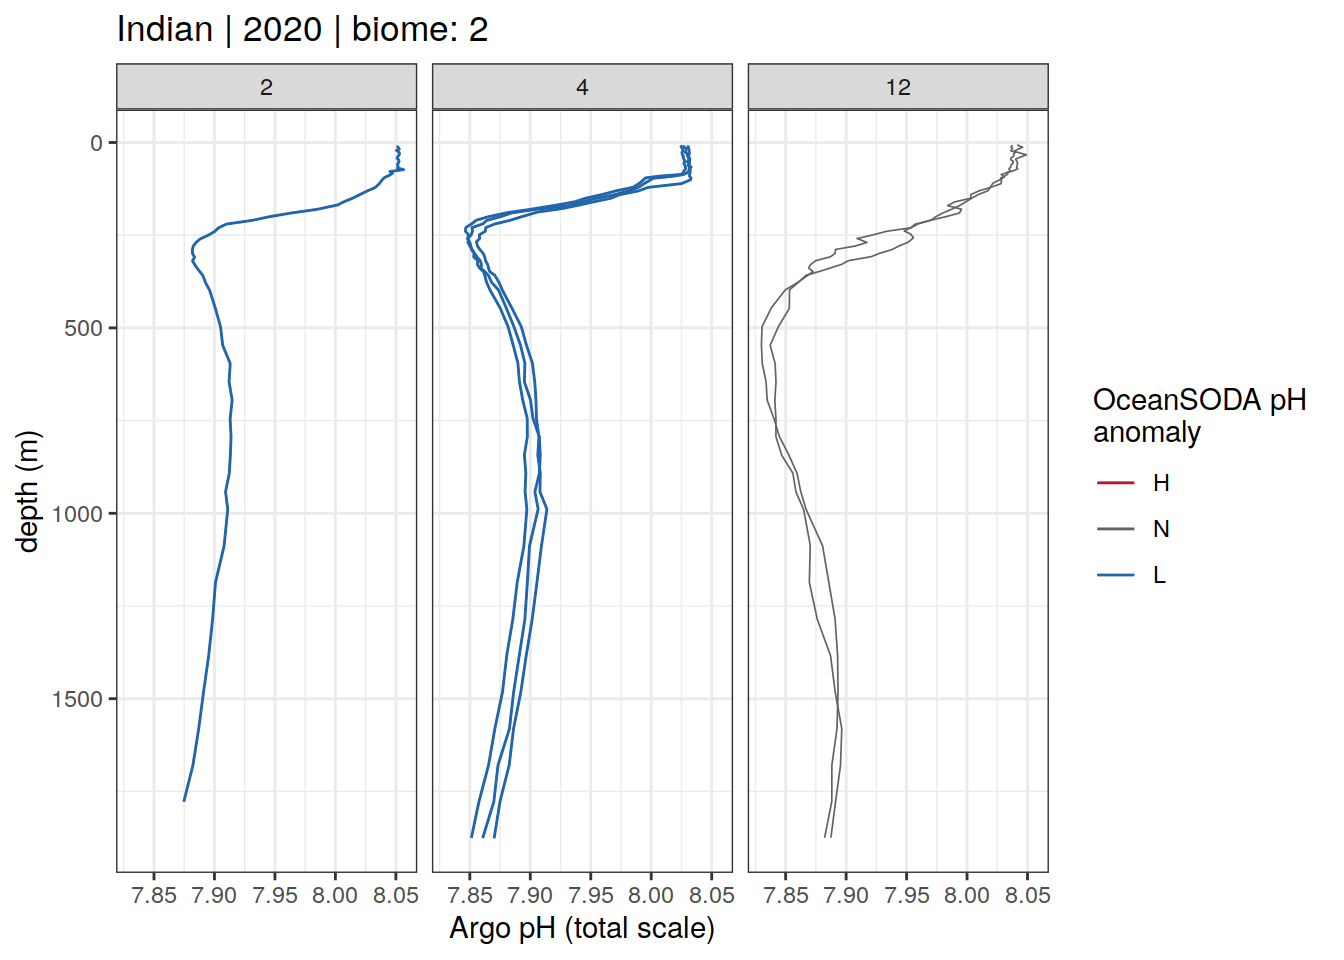 Indian | 2020 | biome: 2
2
4
12
0
500
1000
1500
depth (m)
7.85 7.90 7.95 8.00 8.05
7.85 7.90 7.95 8.00 8.05
7.85 7.90 7.95 8.00 8.05
Argo pH (total scale)
OceanSODA pH
anomaly
H
N
L